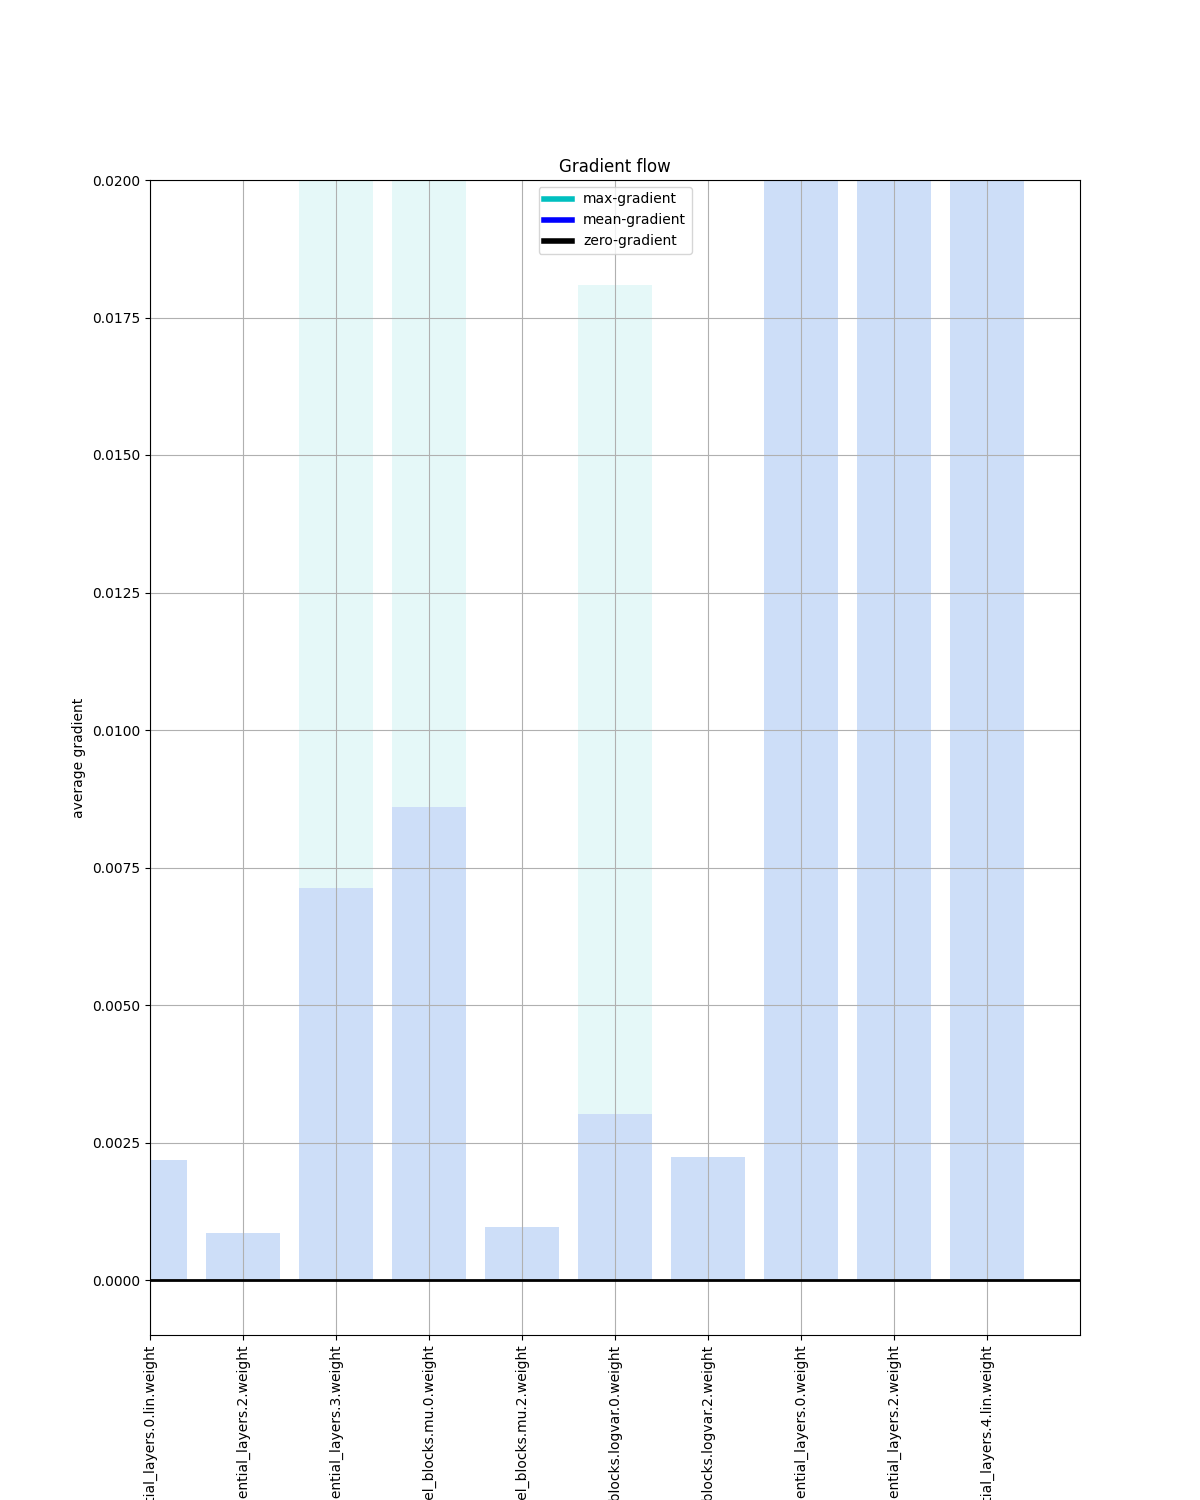 Gradient flow
max-gradient
mean-gradient
zero-gradient
0.0200
0.0175
0.0150
0.0125
0.0100
0.0075
0.0050
0.0025
0.0000
average gradient
tial_layers.0.lin.weight
ential_layers.2.weight
ential_layers.3.weight
el_blocks.mu.0.weight
el_blocks.mu.2.weight
blocks.logvar.0.weight
blocks.logvar.2.weight
ential_layers.0.weight
ential_layers.2.weight
tial_layers.4.lin.weight